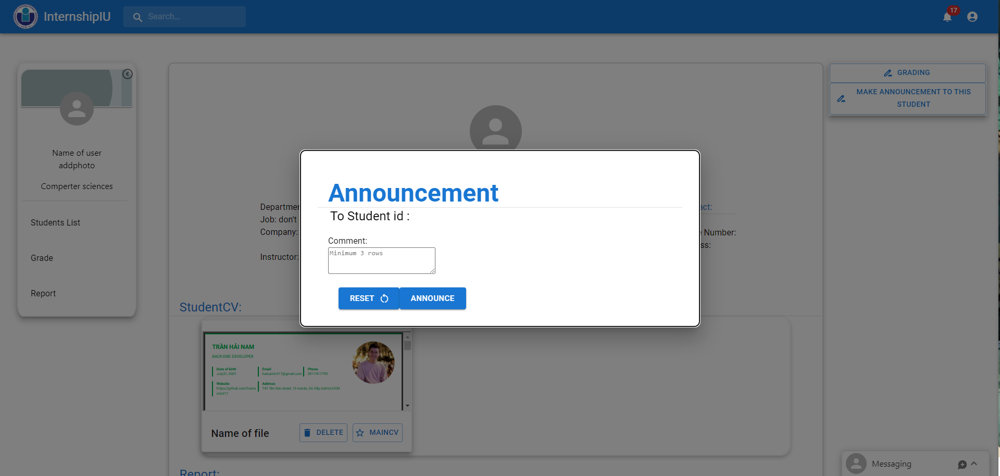 InternshipIU
Search...
17
Name of user
addphoto
Comperter sciences
Students List
Grade
Report
GRADING
MAKE ANNOUNCEMENT TO THIS
STUDENT
Announcement
To Student id :
Comment:
Minimum 3 rows
RESET
ANNOUNCE
Job: don't
Company:
Instructor:
act:
Number:
ss:
StudentCV:
TRẦN HẢI NAM
BACK-END DEVELOPER
Date of birth
July31, 2001
Email
hainamtr317@gmail.com
Phone
0917417799
Website
https://github.com/haina
mtr317
Address
741 Tân Sơn street, 12 wards, Gò Vấp district,HCM
Name of file
DELETE
MAINCV
Report:
Messaging